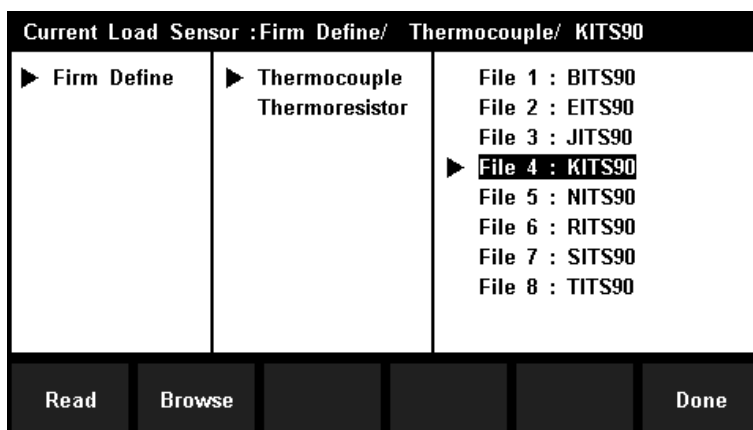 Current Load Sensor :Firm Define/ Thermocouple/ KITS90
Firm Define
Thermocouple
Thermoresistor
File 1 : BITS90
File 2 : EITS90
File 3 : JITS90
File 4 : KITS90
File 5 : NITS90
File 6 : RITS90
File 7 : SITS90
File 8 : TITS90
Read Browse Done